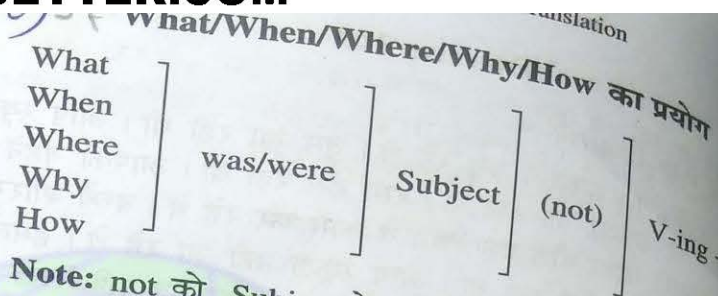 What/When/Where/Why/How का प्रयोग
What
When
Where
Why
How
was/were
Subject
(not)
V-ing
Note: not को